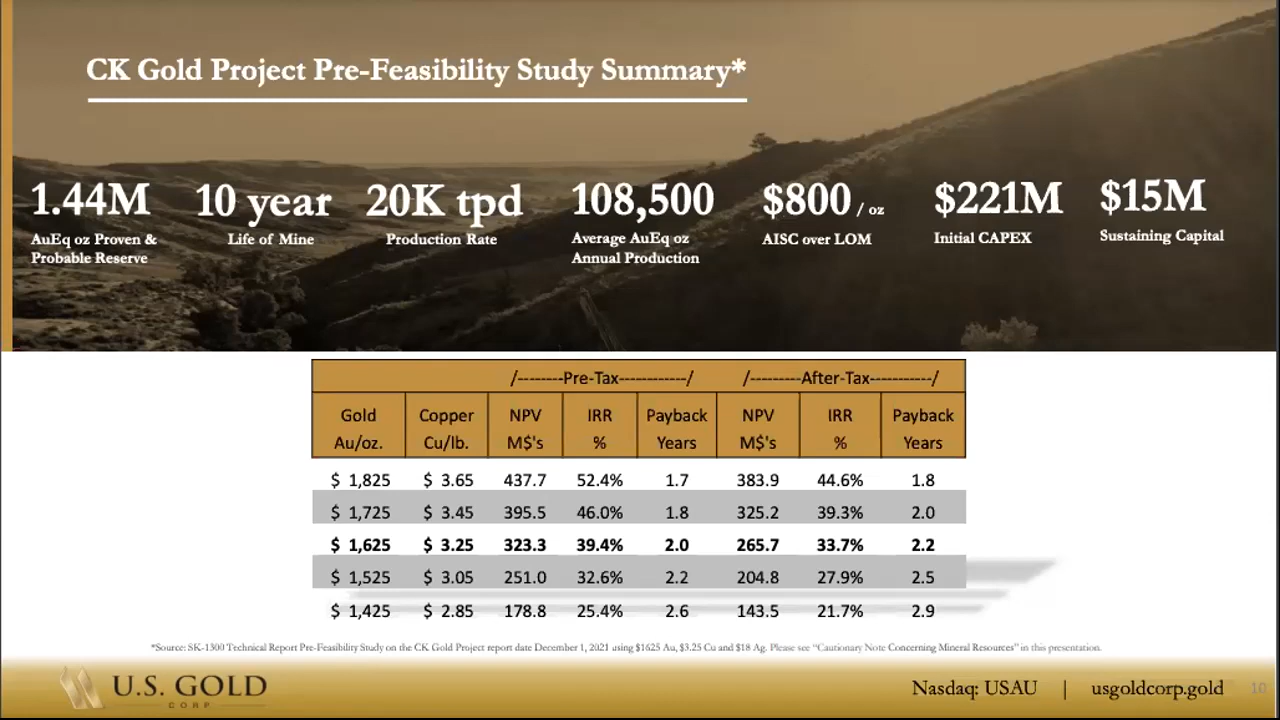 CK Gold Project Pre-Feasibility Study Summary*
1.44M
AuEq oz Proven &
Probable Reserve
10 year
Life of Mine
20K tpd
Production Rate
108,500
Average AuEq oz
Annual Production
$800 / oz
AISC over LOM
$221M
Initial CAPEX
$15M
Sustaining Capital
/--------Pre-Tax------------/ /---------After-Tax-----------/
Gold Copper NPV IRR Payback NPV IRR Payback
Au/oz. Cu/lb. M$'s % Years M$'s % Years
$ 1,825 $ 3.65 437.7 52.4% 1.7 383.9 44.6% 1.8
$ 1,725 $ 3.45 395.5 46.0% 1.8 325.2 39.3% 2.0
$ 1,625 $ 3.25 323.3 39.4% 2.0 265.7 33.7% 2.2
$ 1,525 $ 3.05 251.0 32.6% 2.2 204.8 27.9% 2.5
$ 1,425 $ 2.85 178.8 25.4% 2.6 143.5 21.7% 2.9
*Source: SK-1300 Technical Report Pre-Feasibility Study on the CK Gold Project report date December 1, 2021 using $1625 Au, $3.25 Cu and $18 Ag. Please see “Cautionary Note Concerning Mineral Resources” in this presentation.
U.S. GOLD
CORP
Nasdaq: USAU | usgoldcorp.gold 10